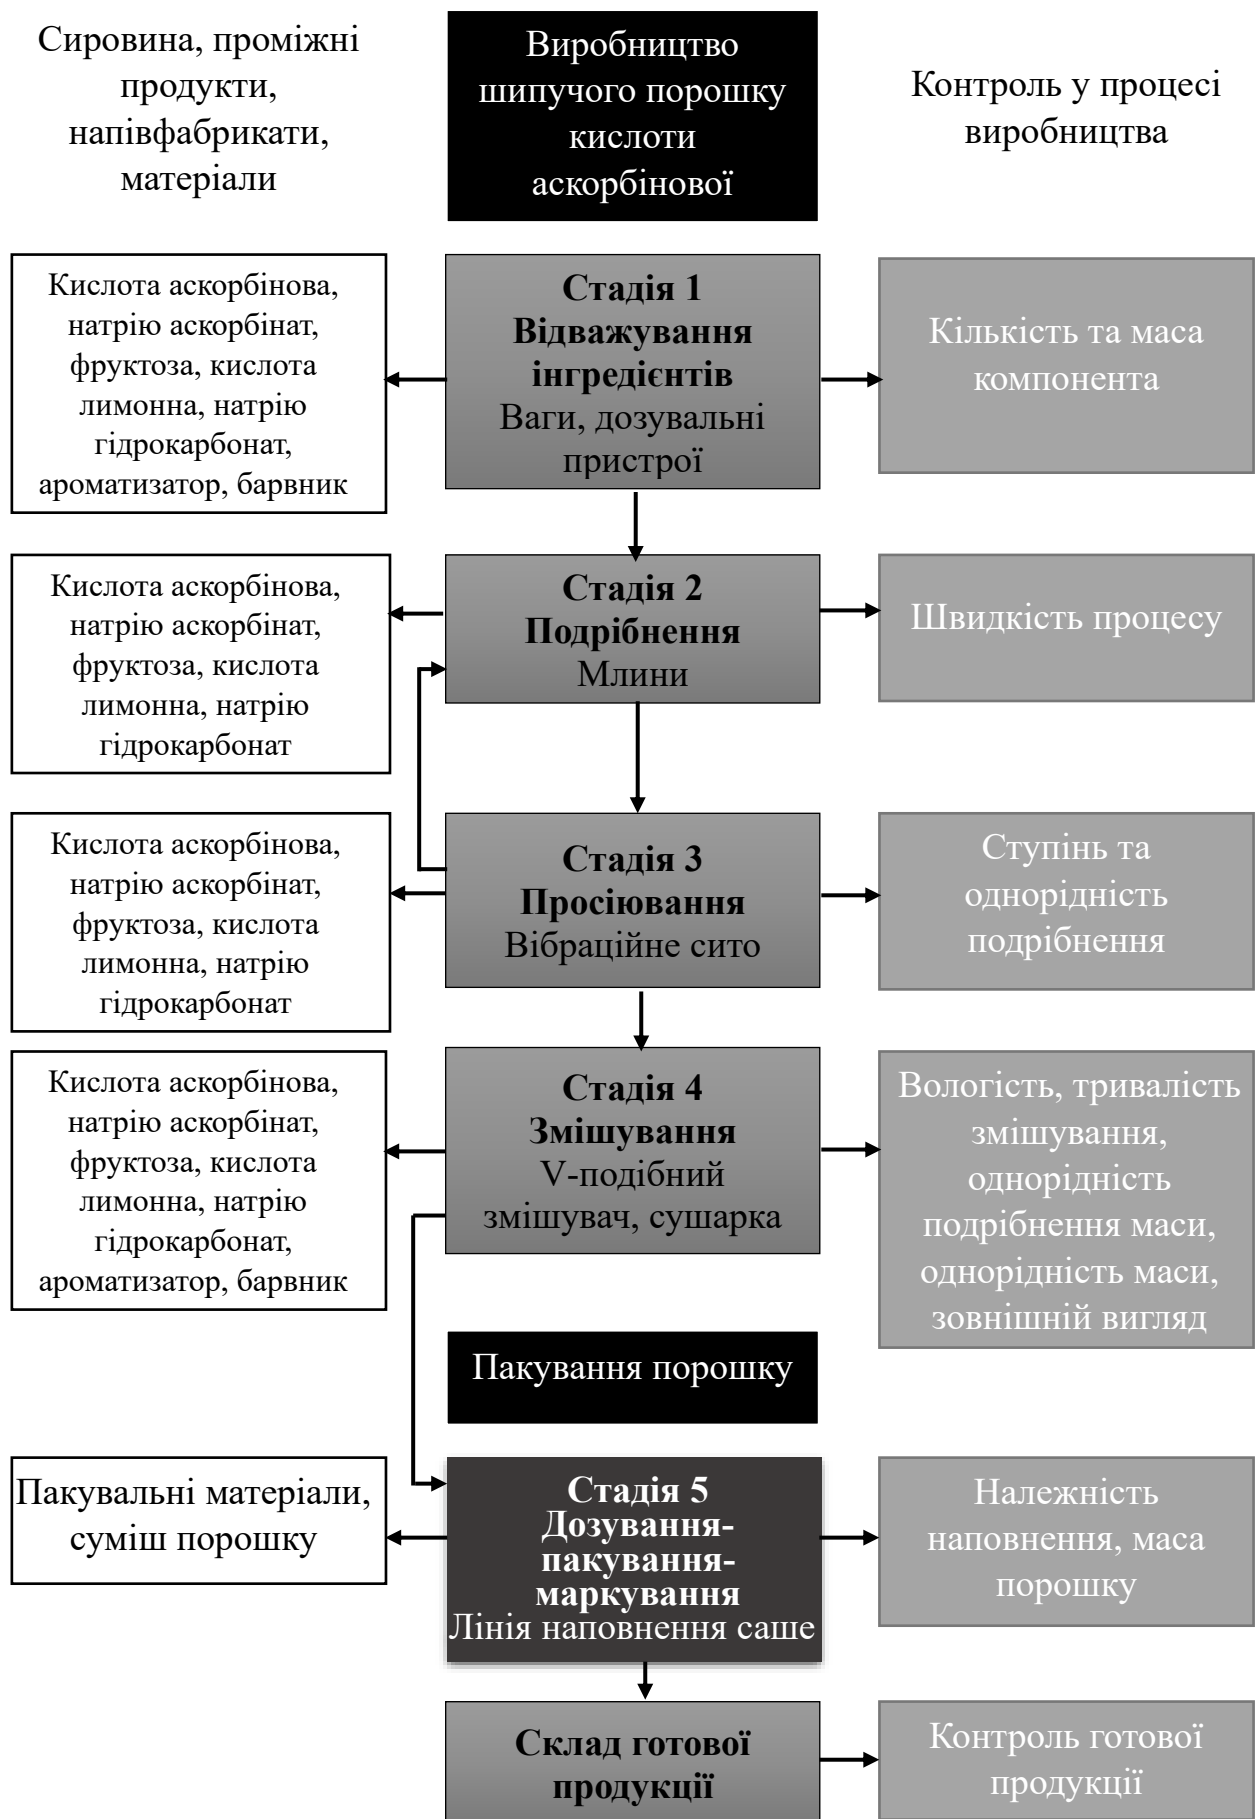 Сировина, проміжні
продукти,
напівфабрикати,
матеріали
Виробництво
шипучого порошку
кислоти
аскорбінової
Контроль у процесі
виробництва
Кислота аскорбінова,
натрію аскорбінат,
фруктоза, кислота
лимонна, натрію
гідрокарбонат,
ароматизатор, барвник
Стадія 1
Відважування
інгредієнтів
Ваги, дозувальні
пристрої
Кількість та маса
компонента
Кислота аскорбінова,
натрію аскорбінат,
фруктоза, кислота
лимонна, натрію
гідрокарбонат
Стадія 2
Подрібнення
Млини
Швидкість процесу
Кислота аскорбінова,
натрію аскорбінат,
фруктоза, кислота
лимонна, натрію
гідрокарбонат
Стадія 3
Просіювання
Вібраційне сито
Ступінь та
однорідність
подрібнення
Кислота аскорбінова,
натрію аскорбінат,
фруктоза, кислота
лимонна, натрію
гідрокарбонат,
ароматизатор, барвник
Стадія 4
Змішування
V-подібний
змішувач, сушарка
Вологість, тривалість
змішування,
однорідність
подрібнення маси,
однорідність маси,
зовнішній вигляд
Пакування порошку
Пакувальні матеріали,
суміш порошку
Стадія 5
Дозування-
пакування-
маркування
Лінія наповнення саше
Належність
наповнення, маса
порошку
Склад готової
продукції
Контроль готової
продукції